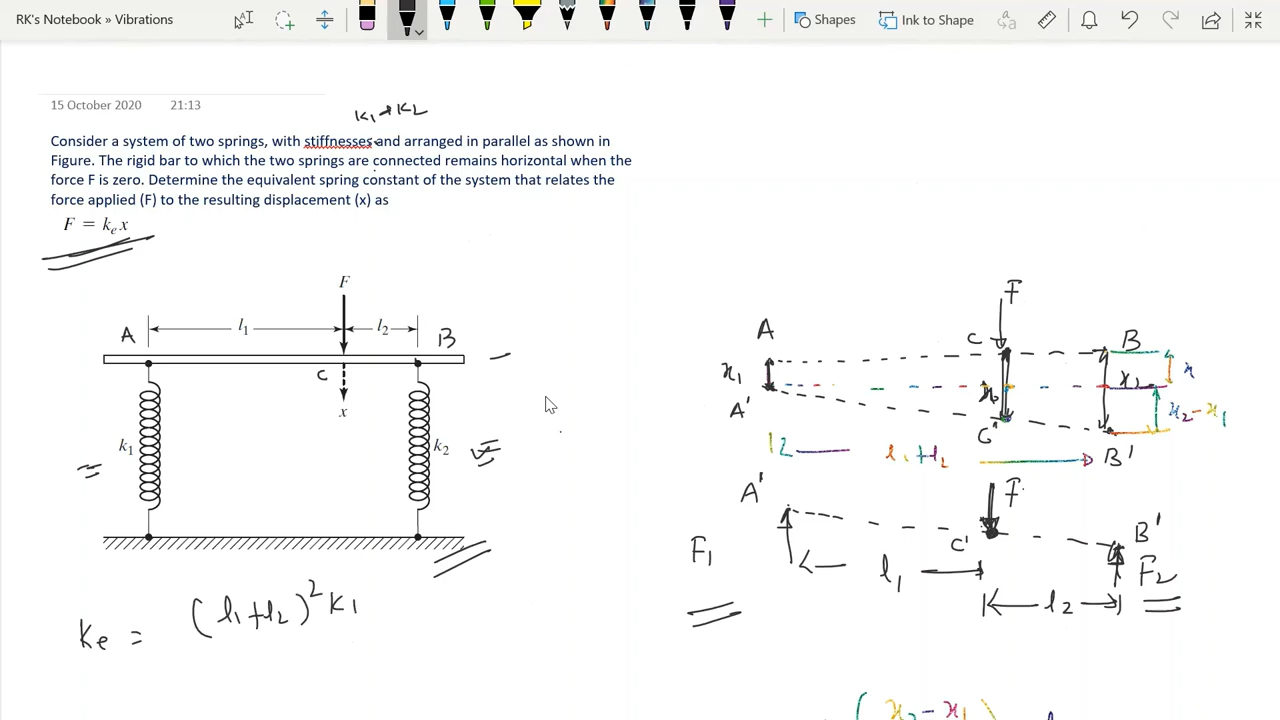 RK's Notebook » Vibrations
Shapes
Ink to Shape
15 October 2020 21:13
K1 & K2
Consider a system of two springs, with stiffnesses and arranged in parallel as shown in
Figure. The rigid bar to which the two springs are connected remains horizontal when the
force F is zero. Determine the equivalent spring constant of the system that relates the
force applied (F) to the resulting displacement (x) as
F = kₑx
F
l₁ l₂
A B
C
x
k₁ k₂
Ke = (l₁+l₂)² K₁
F
A C B
x₁ x x₂ x
A' C' x₂-x₁
l₁+l₂ B'
A' F B'
F₁ C' F₂
l₁ l₂
(x₂-x₁)